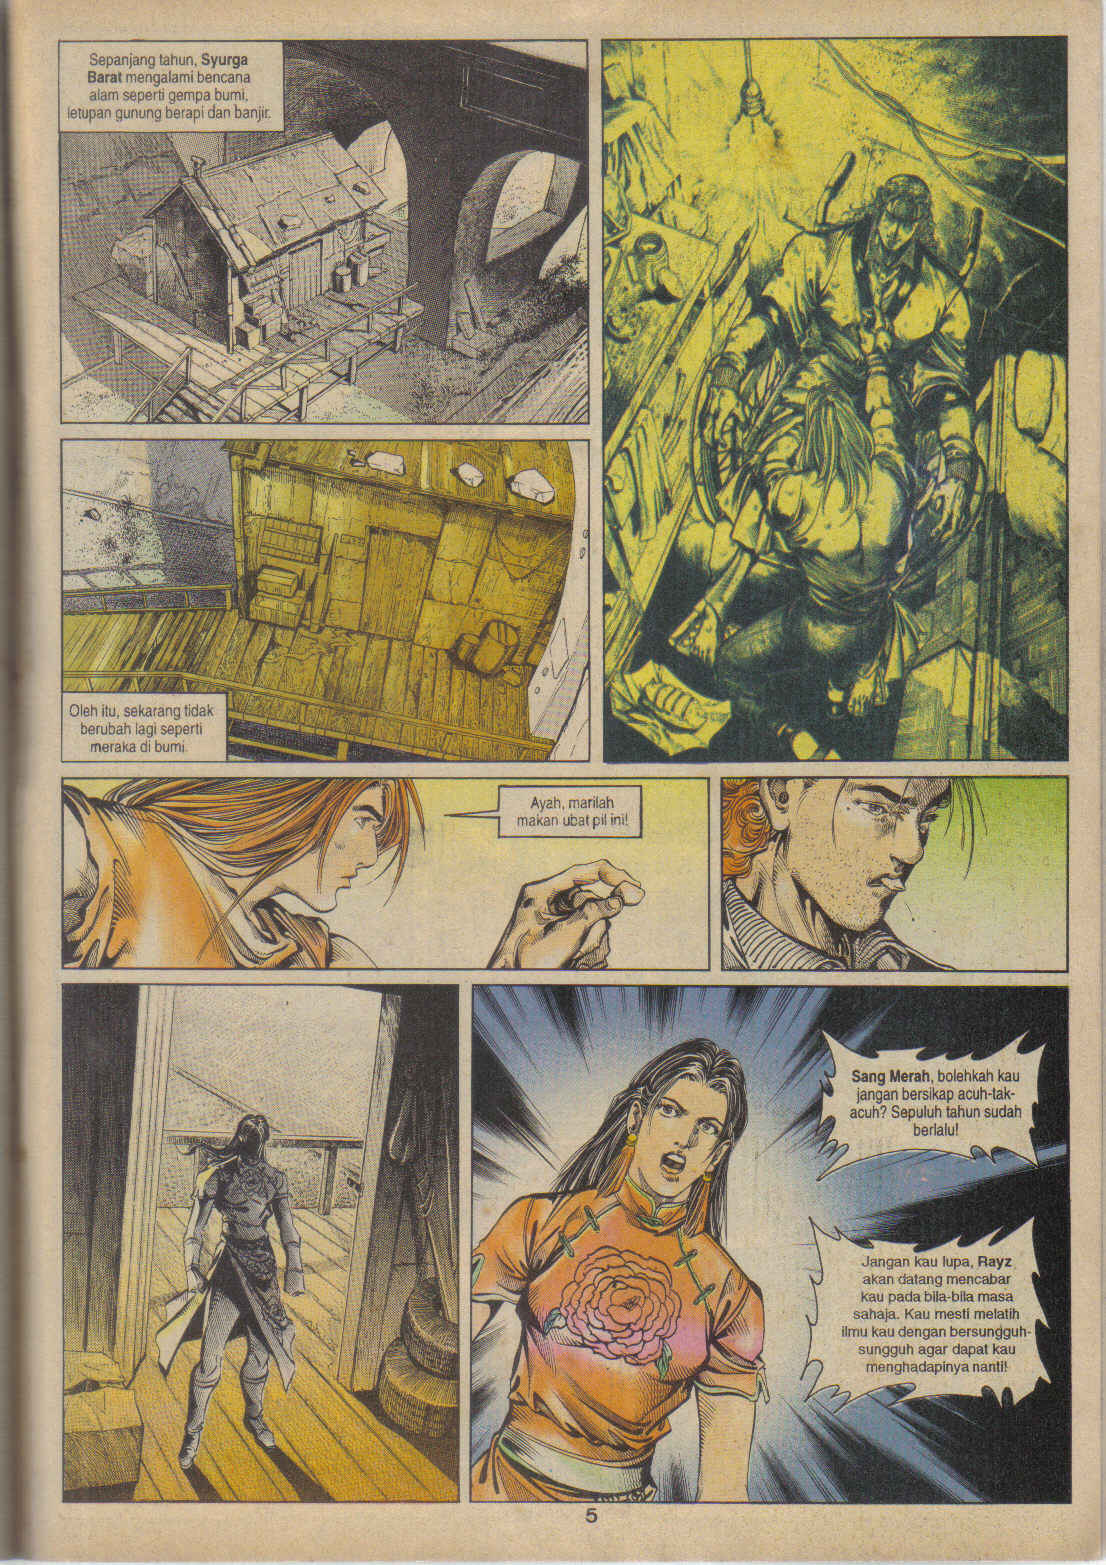 Sepanjang tahun, Syurga
Barat mengalami bencana
alam seperti gempa bumi,
letupan gunung berapi dan banjir.
Oleh itu, sekarang tidak
berubah lagi seperti
meraka di bumi.
Ayah, marilah
makan ubat pil ini!
Sang Merah, bolehkah kau
jangan bersikap acuh-tak-
acuh? Sepuluh tahun sudah
berlalu!
Jangan kau lupa, Rayz
akan datang mencabar
kau pada bila-bila masa
sahaja. Kau mesti melatih
ilmu kau dengan bersungguh-
sungguh agar dapat kau
menghadapinya nanti!
5